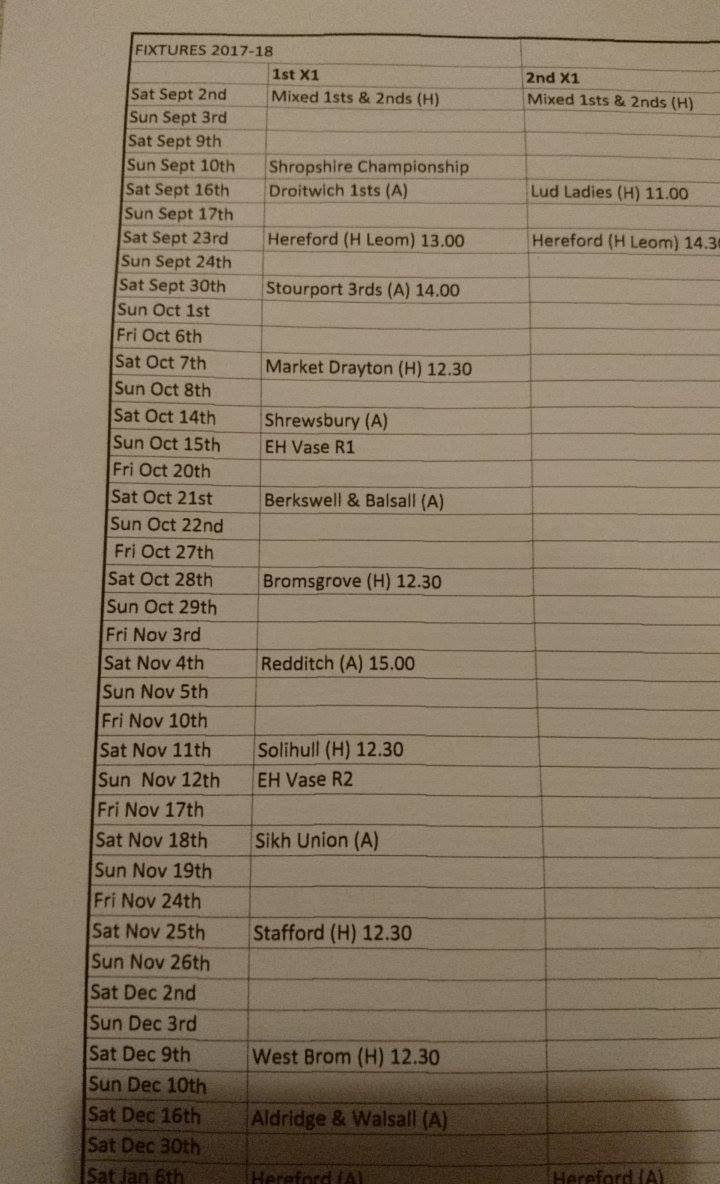 FIXTURES 2017-18
1st X1 2nd X1
Sat Sept 2nd Mixed 1sts & 2nds (H) Mixed 1sts & 2nds (H)
Sun Sept 3rd
Sat Sept 9th
Sun Sept 10th Shropshire Championship
Sat Sept 16th Droitwich 1sts (A) Lud Ladies (H) 11.00
Sun Sept 17th
Sat Sept 23rd Hereford (H Leom) 13.00 Hereford (H Leom)
Sun Sept 24th
Sat Sept 30th Stourport 3rds (A) 14.00
Sun Oct 1st
Fri Oct 6th
Sat Oct 7th Market Drayton (H) 12.30
Sun Oct 8th
Sat Oct 14th Shrewsbury (A)
Sun Oct 15th EH Vase R1
Fri Oct 20th
Sat Oct 21st Berkswell & Balsall (A)
Sun Oct 22nd
Fri Oct 27th
Sat Oct 28th Bromsgrove (H) 12.30
Sun Oct 29th
Fri Nov 3rd
Sat Nov 4th Redditch (A) 15.00
Sun Nov 5th
Fri Nov 10th
Sat Nov 11th Solihull (H) 12.30
Sun Nov 12th EH Vase R2
Fri Nov 17th
Sat Nov 18th Sikh Union (A)
Sun Nov 19th
Fri Nov 24th
Sat Nov 25th Stafford (H) 12.30
Sun Nov 26th
Sat Dec 2nd
Sun Dec 3rd
Sat Dec 9th West Brom (H) 12.30
Sun Dec 10th
Sat Dec 16th Aldridge & Walsall (A)
Sat Dec 30th
Sat Jan 6th Hereford (A) Hereford (A)